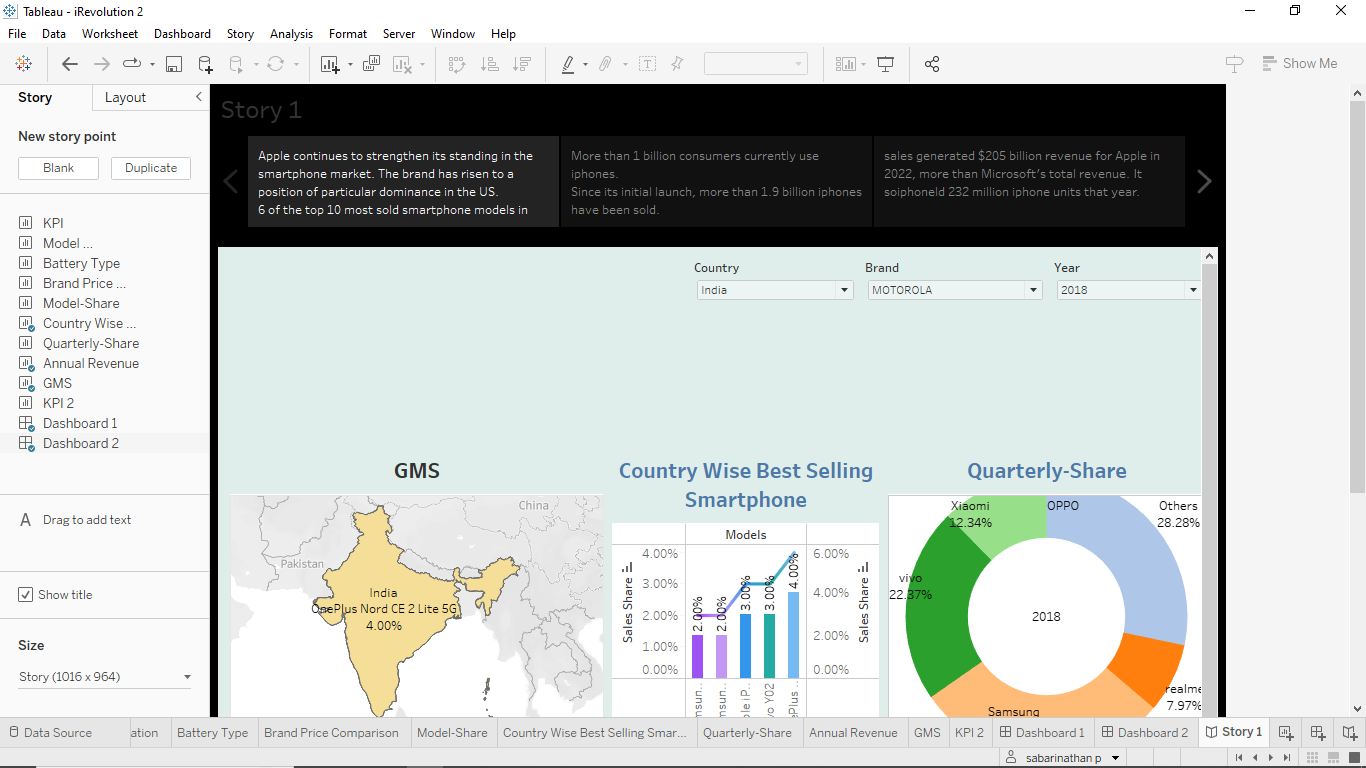 Tableau - iRevolution 2
File Data Worksheet Dashboard Story Analysis Format Server Window Help
Show Me
Story Layout
New story point
Blank Duplicate
KPI
Model ...
Battery Type
Brand Price ...
Model-Share
Country Wise ...
Quarterly-Share
Annual Revenue
GMS
KPI 2
Dashboard 1
Dashboard 2
A Drag to add text
Show title
Size
Story (1016 x 964)
Story 1
Apple continues to strengthen its standing in the
smartphone market. The brand has risen to a
position of particular dominance in the US.
6 of the top 10 most sold smartphone models in
More than 1 billion consumers currently use
iphones.
Since its initial launch, more than 1.9 billion iphones
have been sold.
sales generated $205 billion revenue for Apple in
2022, more than Microsoft's total revenue. It
soiphoneld 232 million iphone units that year.
Country Brand Year
India MOTOROLA 2018
GMS
China
Pakistan
India
OnePlus Nord CE 2 Lite 5G
4.00%
Country Wise Best Selling
Smartphone
Models
Sales Share
4.00%
3.00%
2.00%
1.00%
0.00%
2.00%
2.00%
3.00%
3.00%
4.00%
6.00%
4.00%
2.00%
0.00%
Sales Share
msun..
msun..
ble iP..
vo Y02
ePlus ..
Quarterly-Share
Xiaomi
12.34%
OPPO
Others
28.28%
vivo
22.37%
2018
realme
7.97%
Samsung
Data Source ation Battery Type Brand Price Comparison Model-Share Country Wise Best Selling Smar... Quarterly-Share Annual Revenue GMS KPI 2 Dashboard 1 Dashboard 2 Story 1
sabarinathan p